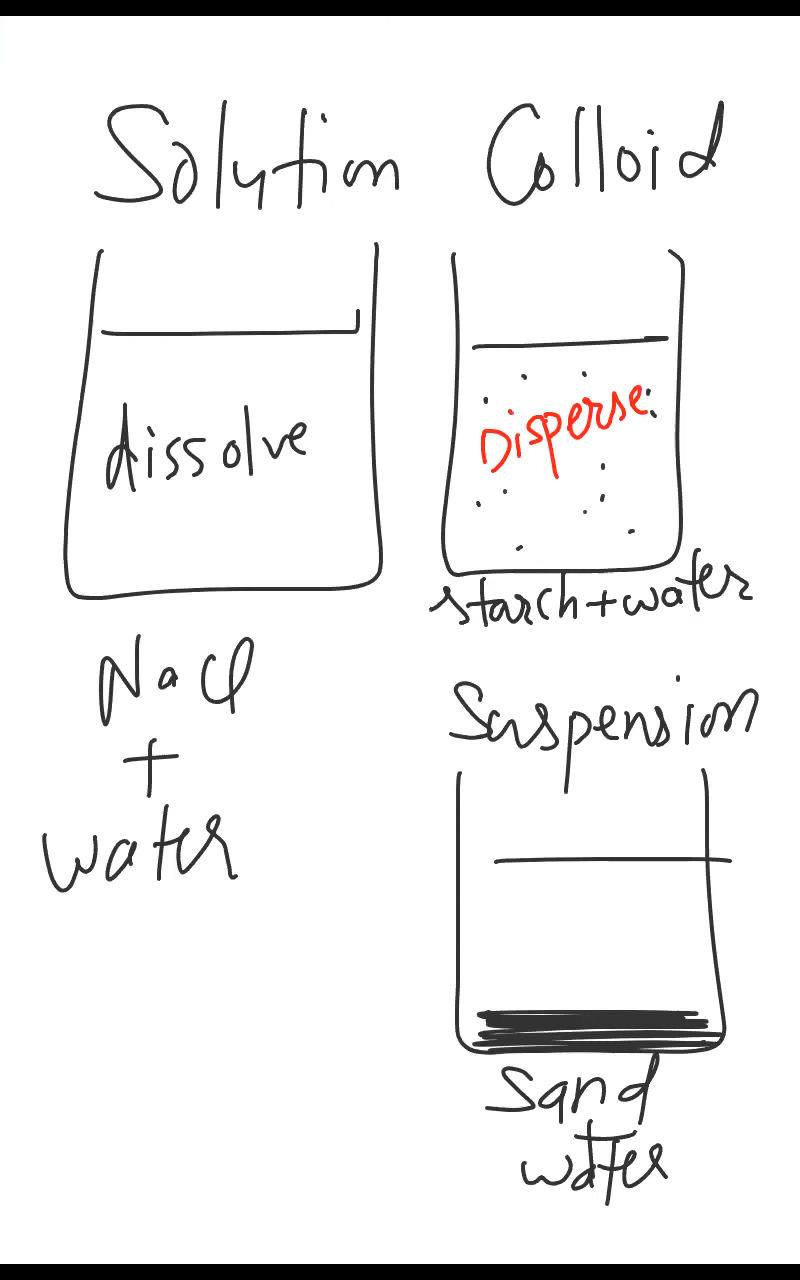 Solution
Colloid
dissolve
Disperse
starch+water
NaCl
+
water
Suspension
Sand
+
water